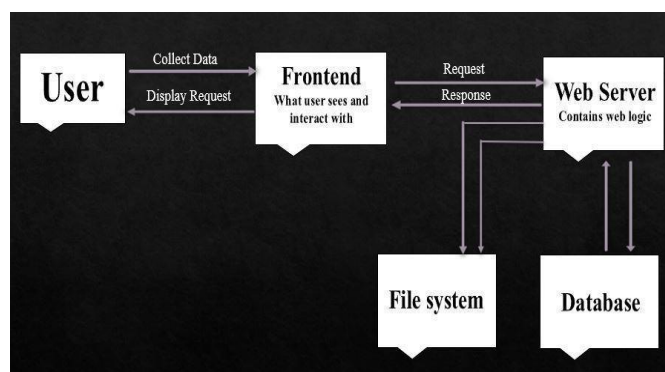 User
Collect Data
Display Request
Frontend
What user sees and
interact with
Request
Response
Web Server
Contains web logic
File system
Database